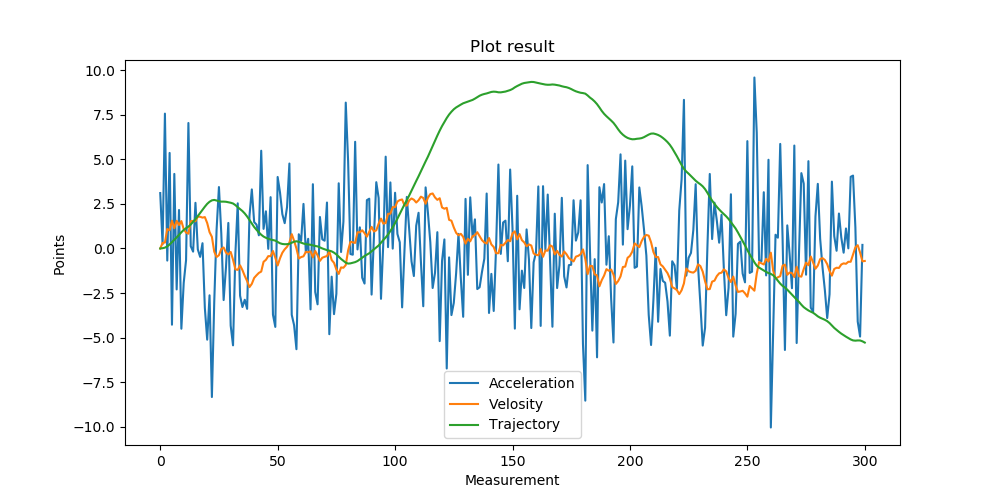 Plot result
10.0
7.5
5.0
2.5
0.0
−2.5
−5.0
−7.5
−10.0
Points
Acceleration
Velosity
Trajectory
0 50 100 150 200 250 300
Measurement